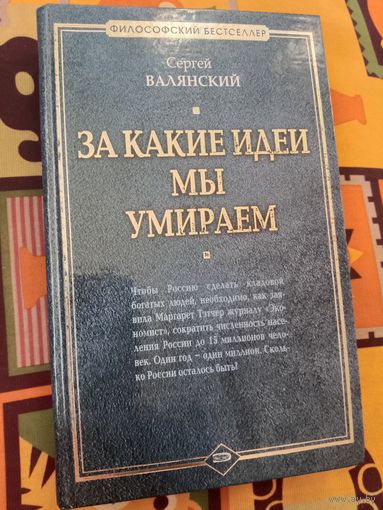 ФИЛОСОФСКИЙ БЕСТСЕЛЛЕР
Сергей
ВАЛЯНСКИЙ
ЗА КАКИЕ ИДЕИ
МЫ
УМИРАЕМ
Чтобы Россию сделать кладовой
богатых людей, необходимо, как зая-
вила Маргарет Тэтчер журналу «Эко-
номист», сократить численность насе-
ления России до 15 миллионов чело-
век. Один год – один миллион. Сколь-
ко России осталось быть?
ЭКСМО